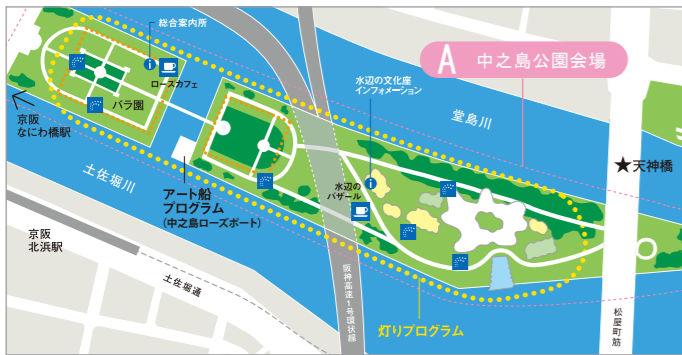 総合案内所
ローズカフェ
バラ園
京阪
なにわ橋駅
A 中之島公園会場
水辺の文化座
インフォメーション
堂島川
★天神橋
土佐堀川
アート船
プログラム
(中之島ローズポート)
水辺の
バザール
京阪
北浜駅
土佐堀通
阪神高速1号環状線
灯りプログラム
松屋町筋